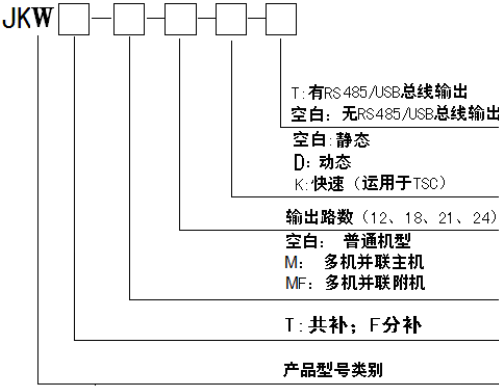 JKW□—□—□—□—□
T:有RS485/USB总线输出
空白：无RS485/USB总线输出
空白:静态
D：动态
K:快速（运用于TSC）
输出路数（12、18、21、24）
空白： 普通机型
M： 多机并联主机
MF：多机并联附机
T:共补；F分补
产品型号类别